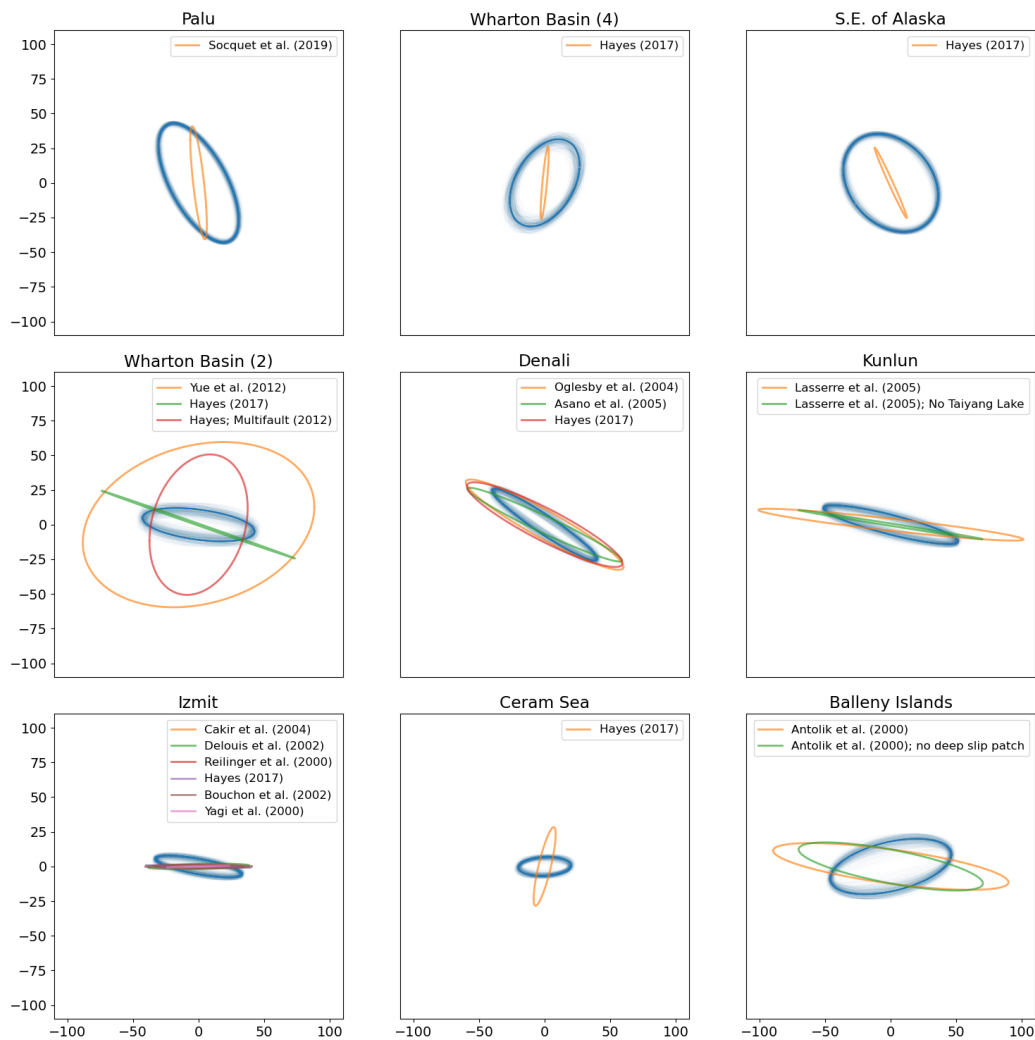 Palu
Wharton Basin (4)
S.E. of Alaska
Socquet et al. (2019)
Hayes (2017)
Hayes (2017)
100
75
50
25
0
−25
−50
−75
−100
Wharton Basin (2)
Denali
Kunlun
Yue et al. (2012)
Hayes (2017)
Hayes; Multifault (2012)
Oglesby et al. (2004)
Asano et al. (2005)
Hayes (2017)
Lasserre et al. (2005)
Lasserre et al. (2005); No Taiyang Lake
100
75
50
25
0
−25
−50
−75
−100
Izmit
Ceram Sea
Balleny Islands
Cakir et al. (2004)
Delouis et al. (2002)
Reilinger et al. (2000)
Hayes (2017)
Bouchon et al. (2002)
Yagi et al. (2000)
Hayes (2017)
Antolik et al. (2000)
Antolik et al. (2000); no deep slip patch
100
75
50
25
0
−25
−50
−75
−100
−100 −50 0 50 100
−100 −50 0 50 100
−100 −50 0 50 100